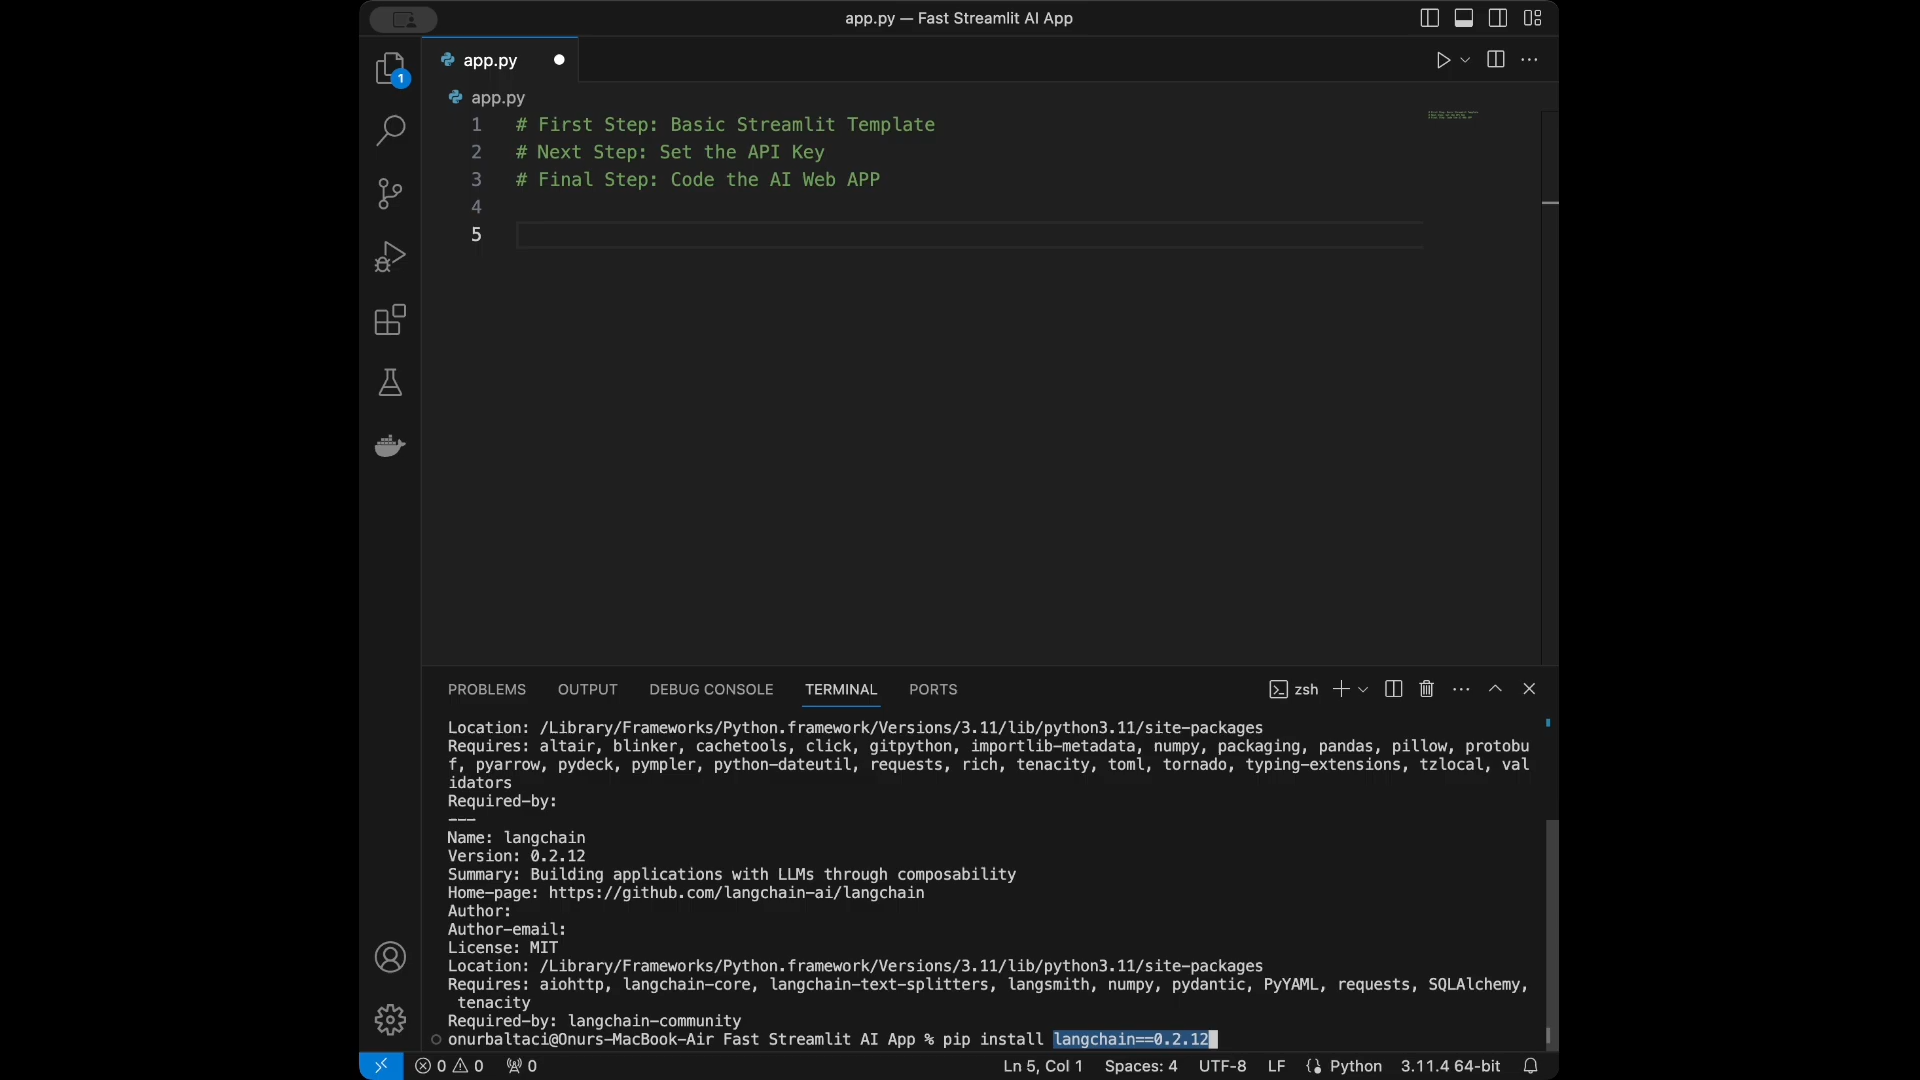 app.py — Fast Streamlit AI App
1
app.py
app.py
1 # First Step: Basic Streamlit Template
2 # Next Step: Set the API Key
3 # Final Step: Code the AI Web APP
4
5
PROBLEMS OUTPUT DEBUG CONSOLE TERMINAL PORTS zsh
Location: /Library/Frameworks/Python.framework/Versions/3.11/lib/python3.11/site-packages
Requires: altair, blinker, cachetools, click, gitpython, importlib-metadata, numpy, packaging, pandas, pillow, protobu
f, pyarrow, pydeck, pympler, python-dateutil, requests, rich, tenacity, toml, tornado, typing-extensions, tzlocal, val
idators
Required-by:
---
Name: langchain
Version: 0.2.12
Summary: Building applications with LLMs through composability
Home-page: https://github.com/langchain-ai/langchain
Author:
Author-email:
License: MIT
Location: /Library/Frameworks/Python.framework/Versions/3.11/lib/python3.11/site-packages
Requires: aiohttp, langchain-core, langchain-text-splitters, langsmith, numpy, pydantic, PyYAML, requests, SQLAlchemy,
tenacity
Required-by: langchain-community
onurbaltaci@Onurs-MacBook-Air Fast Streamlit AI App % pip install langchain==0.2.12
0 0 0 Ln 5, Col 1 Spaces: 4 UTF-8 LF Python 3.11.4 64-bit